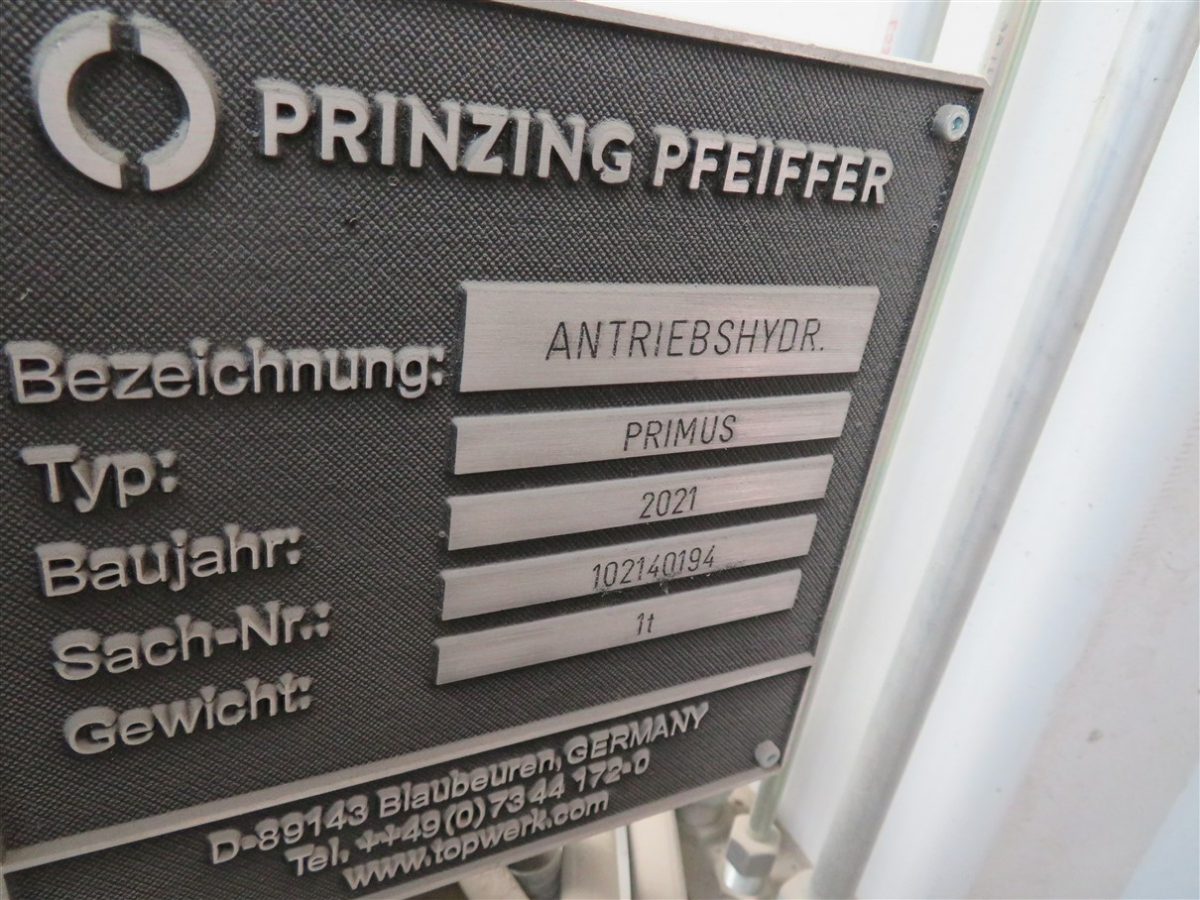 PRINZING PFEIFFER
Bezeichnung: ANTRIEBSHYDR.
Typ: PRIMUS
Baujahr: 2021
Sach-Nr.: 102140194
Gewicht: 1t
D-89143 Blaubeuren, GERMANY
Tel. ++49(0)7344 172-0
www.topwerk.com